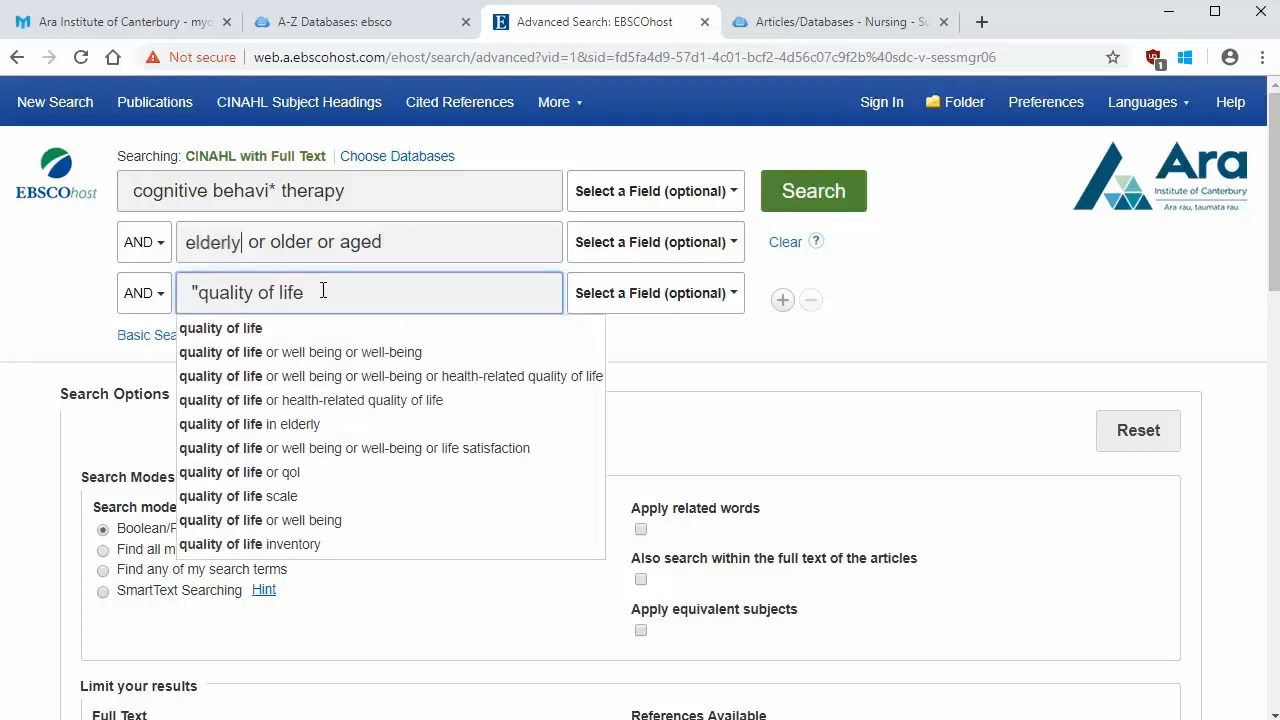 Ara Institute of Canterbury - myc
A-Z Databases: ebsco
Advanced Search: EBSCOhost
Articles/Databases - Nursing - Su
Not secure
web.a.ebscohost.com/ehost/search/advanced?vid=1&sid=fd5fa4d9-57d1-4c01-bcf2-4d56c07c9f2b%40sdc-v-sessmgr06
1
New Search Publications CINAHL Subject Headings Cited References More Sign In Folder Preferences Languages Help
Searching: CINAHL with Full Text Choose Databases
EBSCOhost
cognitive behavi* therapy Select a Field (optional) Search
AND elderly or older or aged Select a Field (optional) Clear ?
AND "quality of life Select a Field (optional)
Ara
Institute of Canterbury
Ara rau, taumata rau.
Basic Sea
quality of life
quality of life or well being or well-being
quality of life or well being or well-being or health-related quality of life
quality of life or health-related quality of life
quality of life in elderly
quality of life or well being or well-being or life satisfaction
quality of life or qol
quality of life scale
quality of life or well being
quality of life inventory
Search Options
Reset
Search Modes
Search mode
Boolean/P
Find all m
Find any of my search terms
SmartText Searching Hint
Apply related words
Also search within the full text of the articles
Apply equivalent subjects
Limit your results
Full Text
References Available